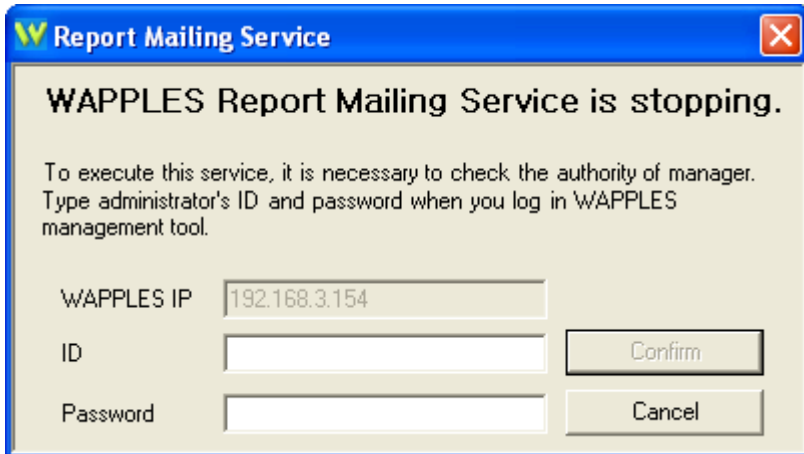 W Report Mailing Service
WAPPLES Report Mailing Service is stopping.
To execute this service, it is necessary to check the authority of manager.
Type administrator's ID and password when you log in WAPPLES
management tool.
WAPPLES IP 192.168.3.154
ID Confirm
Password Cancel